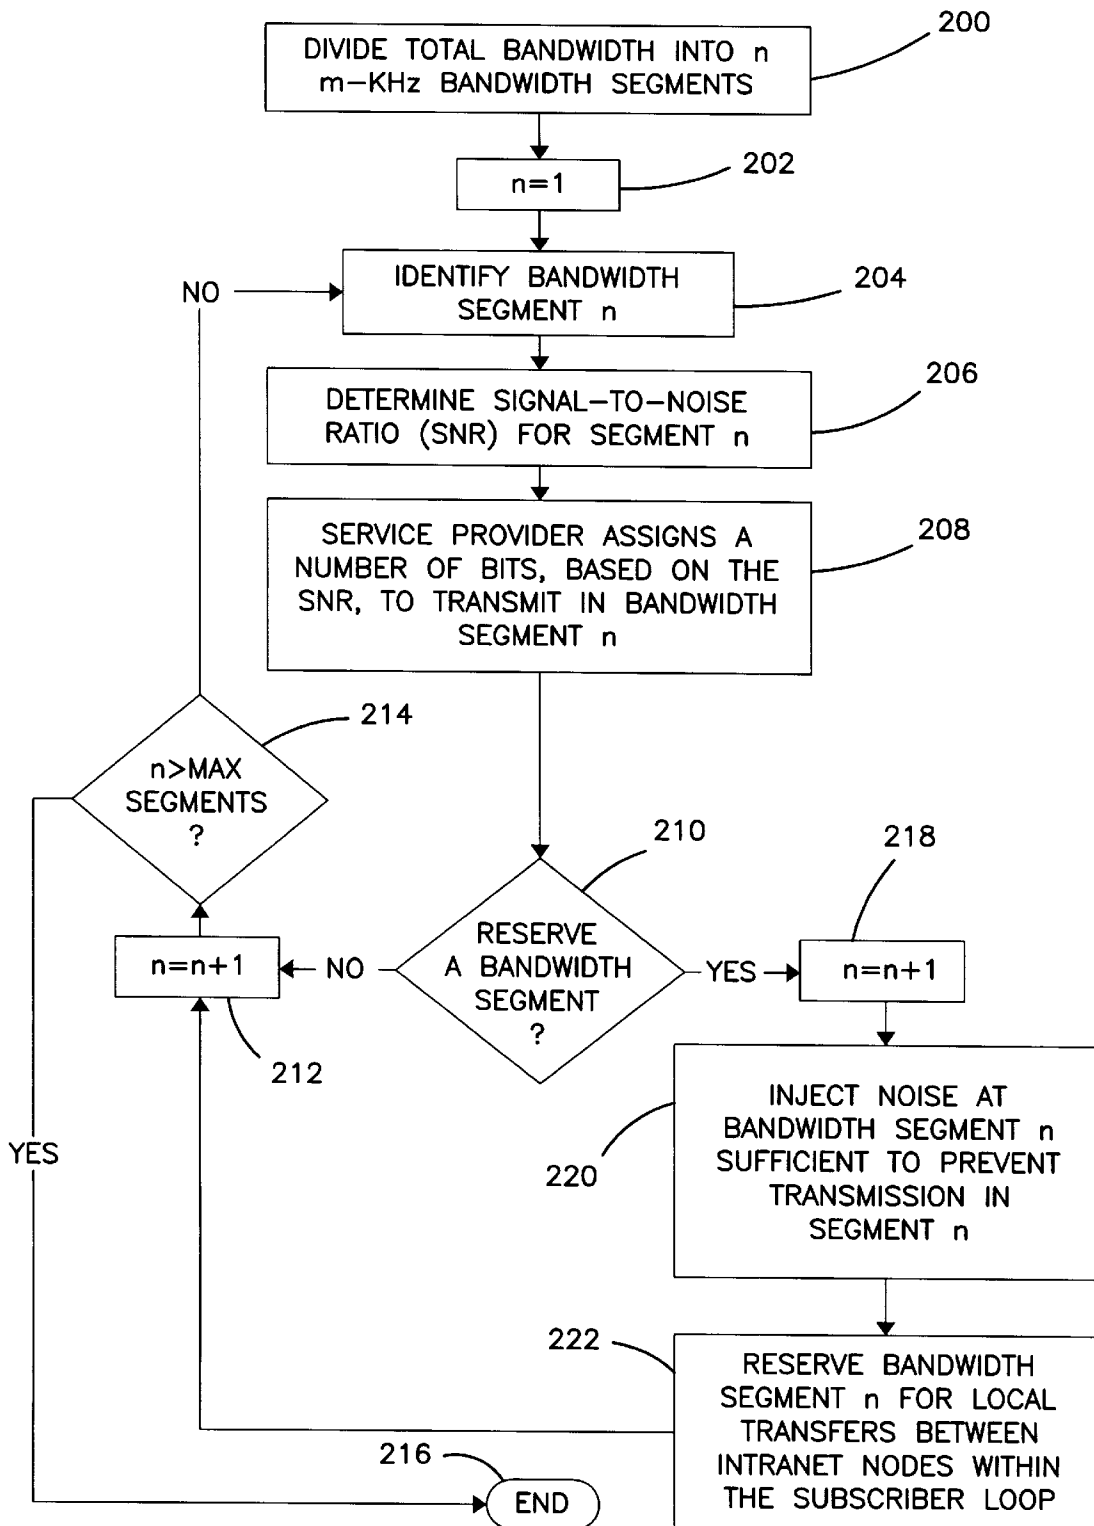 200
DIVIDE TOTAL BANDWIDTH INTO n
m-KHz BANDWIDTH SEGMENTS
202
n=1
204
IDENTIFY BANDWIDTH
SEGMENT n
NO
206
DETERMINE SIGNAL-TO-NOISE
RATIO (SNR) FOR SEGMENT n
208
SERVICE PROVIDER ASSIGNS A
NUMBER OF BITS, BASED ON THE
SNR, TO TRANSMIT IN BANDWIDTH
SEGMENT n
214
n>MAX
SEGMENTS
?
210
RESERVE
A BANDWIDTH
SEGMENT
?
218
n=n+1
NO
YES
n=n+1
212
YES
220
INJECT NOISE AT
BANDWIDTH SEGMENT n
SUFFICIENT TO PREVENT
TRANSMISSION IN
SEGMENT n
222
RESERVE BANDWIDTH
SEGMENT n FOR LOCAL
TRANSFERS BETWEEN
INTRANET NODES WITHIN
THE SUBSCRIBER LOOP
216
END